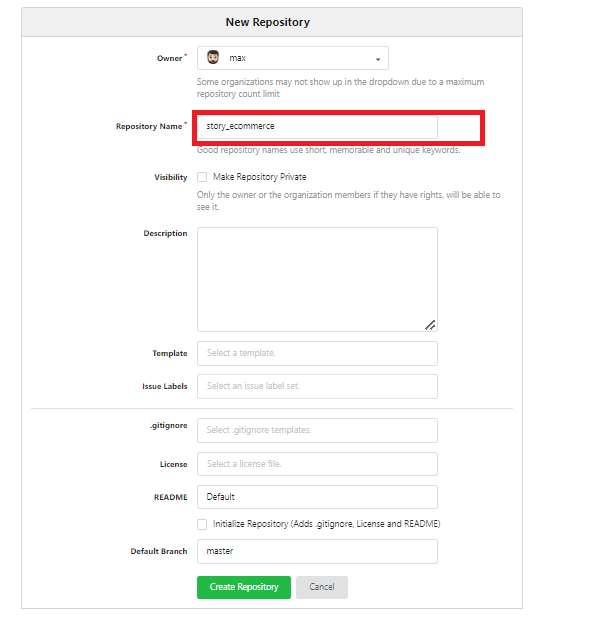 New Repository
Owner *
max
Some organizations may not show up in the dropdown due to a maximum
repository count limit
Repository Name *
story_ecommerce
Good repository names use short, memorable and unique keywords.
Visibility
Make Repository Private
Only the owner or the organization members if they have rights, will be able to
see it.
Description
Template
Select a template.
Issue Labels
Select an issue label set.
.gitignore
Select .gitignore templates.
License
Select a license file.
README
Default
Initialize Repository (Adds .gitignore, License and README)
Default Branch
master
Create Repository
Cancel